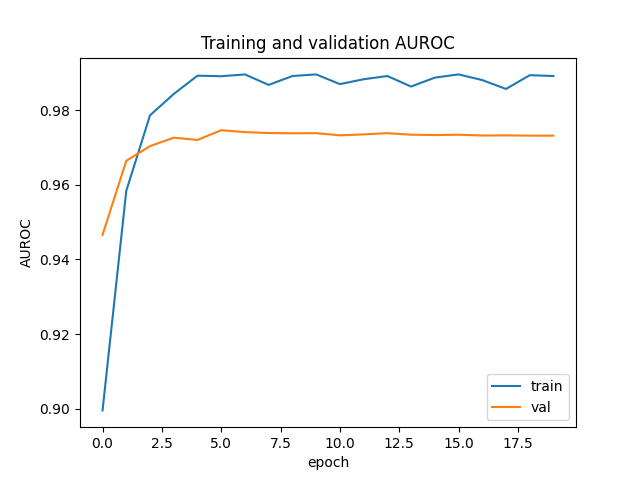 Training and validation AUROC
AUROC
0.98
0.96
0.94
0.92
0.90
0.0 2.5 5.0 7.5 10.0 12.5 15.0 17.5
epoch
train
val